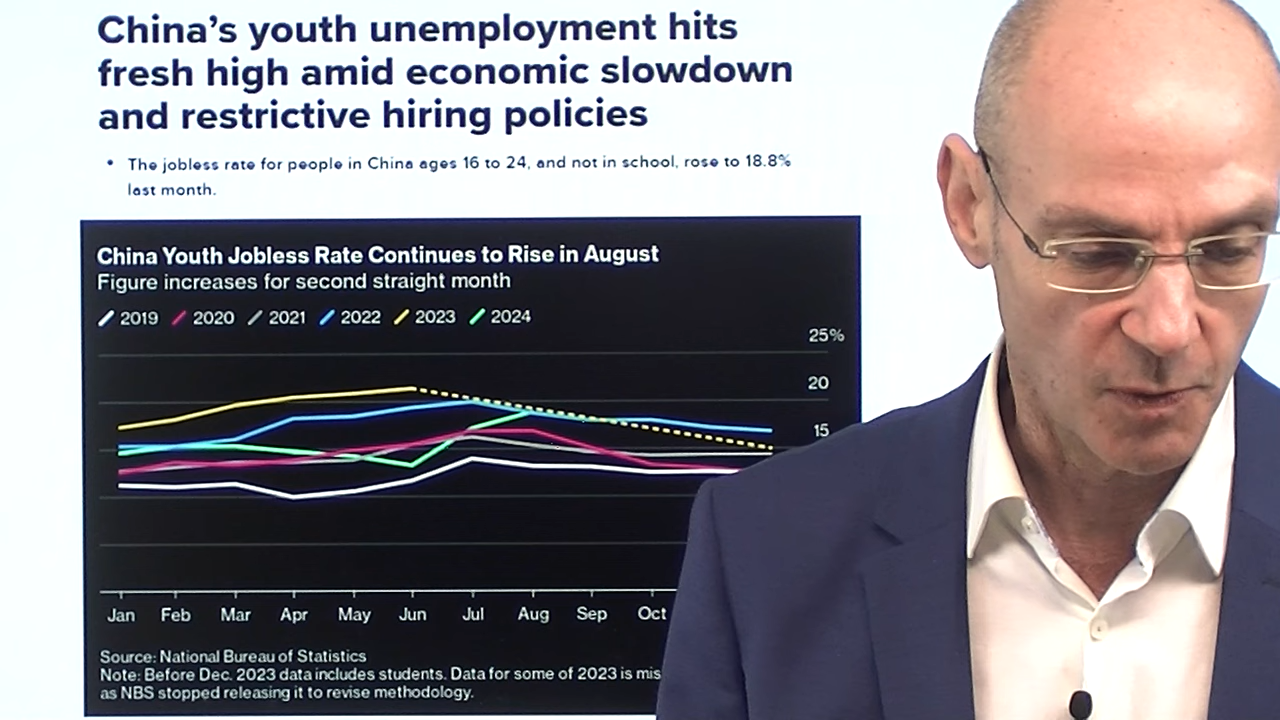 China's youth unemployment hits
fresh high amid economic slowdown
and restrictive hiring policies
• The jobless rate for people in China ages 16 to 24, and not in school, rose to 18.8%
last month.
China Youth Jobless Rate Continues to Rise in August
Figure increases for second straight month
2019 2020 2021 2022 2023 2024
25%
20
15
Jan Feb Mar Apr May Jun Jul Aug Sep Oct
Source: National Bureau of Statistics
Note: Before Dec. 2023 data includes students. Data for some of 2023 is mis
as NBS stopped releasing it to revise methodology.